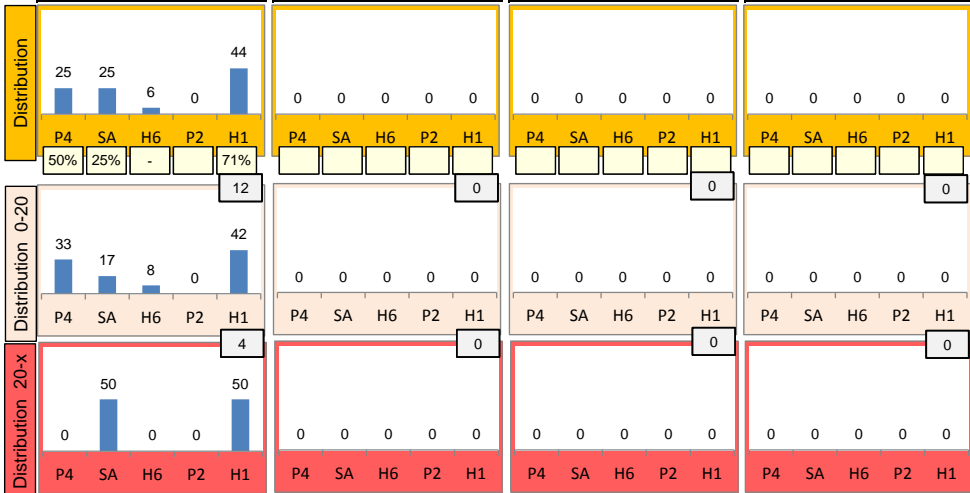 Distribution
44
25 25
6 0
0 0 0 0 0
0 0 0 0 0
0 0 0 0 0
P4 SA H6 P2 H1
P4 SA H6 P2 H1
P4 SA H6 P2 H1
P4 SA H6 P2 H1
50% 25% - 71%
Distribution 0-20
12
0
0
0
33 17 8 0 42
0 0 0 0 0
0 0 0 0 0
0 0 0 0 0
P4 SA H6 P2 H1
P4 SA H6 P2 H1
P4 SA H6 P2 H1
P4 SA H6 P2 H1
Distribution 20-x
4
0
0
0
0 50 0 0 50
0 0 0 0 0
0 0 0 0 0
0 0 0 0 0
P4 SA H6 P2 H1
P4 SA H6 P2 H1
P4 SA H6 P2 H1
P4 SA H6 P2 H1